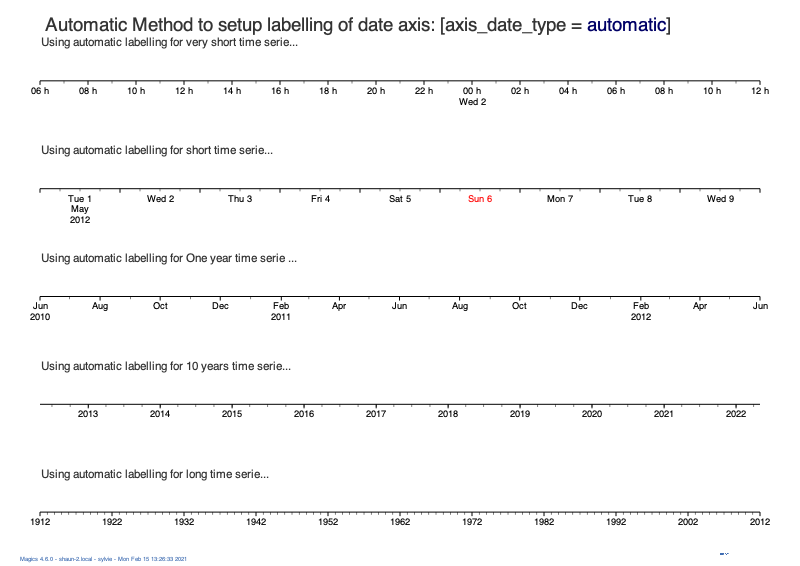 Automatic Method to setup labelling of date axis: [axis_date_type = automatic]
Using automatic labelling for very short time serie...
06 h 08 h 10 h 12 h 14 h 16 h 18 h 20 h 22 h 00 h 02 h 04 h 06 h 08 h 10 h 12 h
Wed 2
Using automatic labelling for short time serie...
Tue 1 Wed 2 Thu 3 Fri 4 Sat 5 Sun 6 Mon 7 Tue 8 Wed 9
May
2012
Using automatic labelling for One year time serie ...
Jun Aug Oct Dec Feb Apr Jun Aug Oct Dec Feb Apr Jun
2010 2011 2012
Using automatic labelling for 10 years time serie...
2013 2014 2015 2016 2017 2018 2019 2020 2021 2022
Using automatic labelling for long time serie...
1912 1922 1932 1942 1952 1962 1972 1982 1992 2002 2012
Magics 4.6.0 - shaun-2.local - sylvie - Mon Feb 15 13:26:33 2021